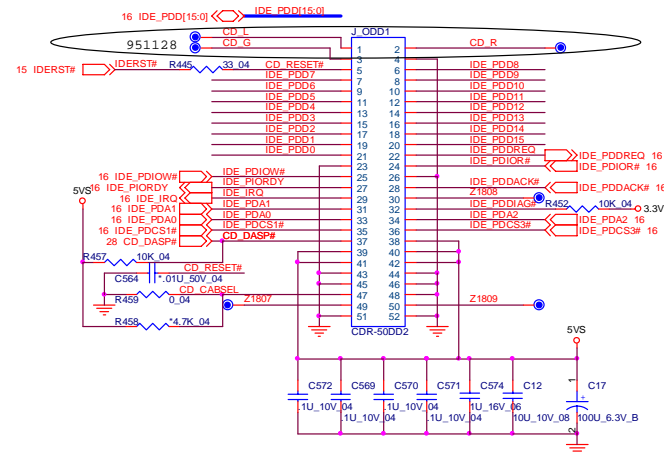 16 IDE_PDD[15:0] IDE_PDD[15:0]
CD_L J_ODD1
951128 CD_G 1 2 CD_R
3 4
15 IDERST# IDERST# R445 33_04 CD_RESET# 5 6 IDE_PDD8
IDE_PDD7 7 8 IDE_PDD9
IDE_PDD6 9 10 IDE_PDD10
IDE_PDD5 11 12 IDE_PDD11
IDE_PDD4 13 14 IDE_PDD12
IDE_PDD3 15 16 IDE_PDD13
IDE_PDD2 17 18 IDE_PDD14
IDE_PDD1 19 20 IDE_PDD15
IDE_PDD0 21 22 IDE_PDDREQ IDE_PDDREQ 16
23 24 IDE_PDIOR# IDE_PDIOR# 16
16 IDE_PDIOW# IDE_PDIOW# 25 26
5VS 16 IDE_PIORDY IDE_PIORDY 27 28 IDE_PDDACK# IDE_PDDACK# 16
16 IDE_IRQ IDE_IRQ 29 30 Z1808
16 IDE_PDA1 IDE_PDA1 31 32 IDE_PDDIAG# R452 10K_04 3.3V
16 IDE_PDA0 IDE_PDA0 33 34 IDE_PDA2 IDE_PDA2 16
16 IDE_PDCS1# IDE_PDCS1# 35 36 IDE_PDCS3# IDE_PDCS3# 16
28 CD_DASP# CD_DASP# 37 38
R457 10K_04 39 40
CD_RESET# 41 42
C564 *.01U_50V_04 43 44
CD_CABSEL 45 46
R459 0_04 47 48
Z1807 49 50 Z1809
R458 *4.7K_04 51 52
CDR-50DD2
5VS
C572 C569 C570 C571 C574 C12 1 C17
.1U_10V_04 .1U_10V_04 .1U_16V_06 +
.1U_10V_04 .1U_10V_04 10U_10V_08 100U_6.3V_B
2